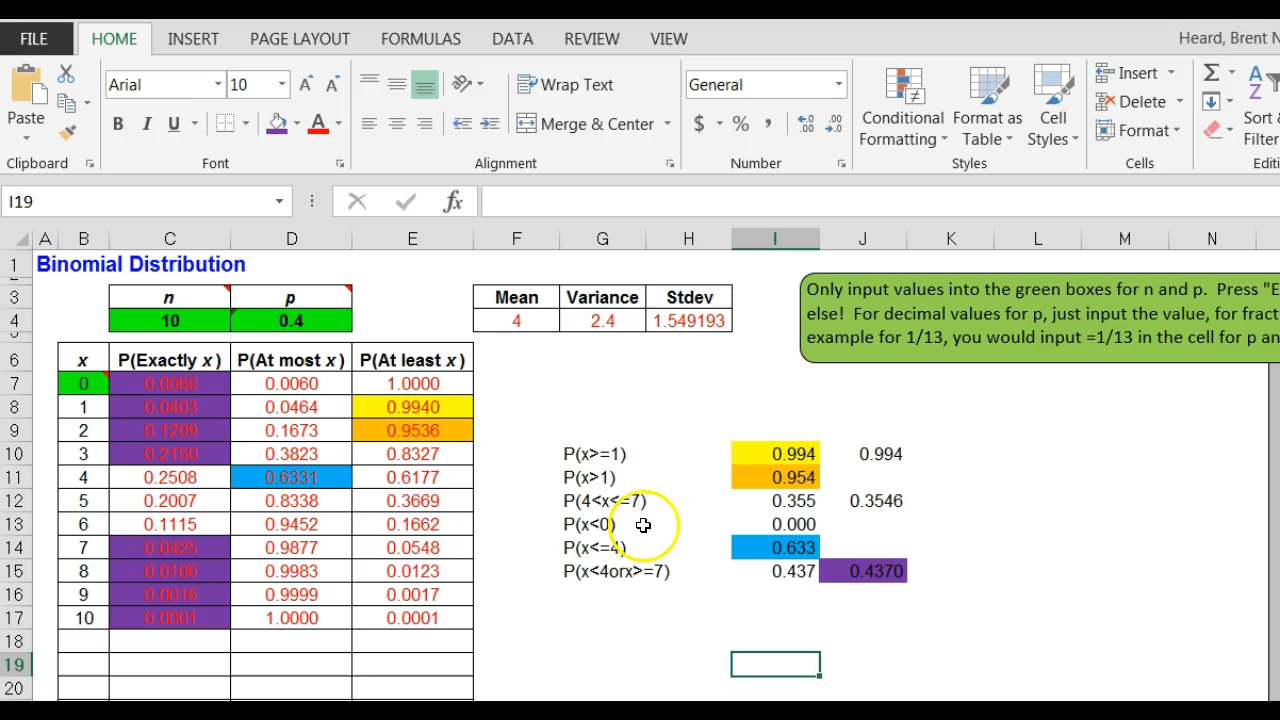 FILE HOME INSERT PAGE LAYOUT FORMULAS DATA REVIEW VIEW Heard, Brent N
Paste
Arial 10
B I U A
Wrap Text
Merge & Center
General
$ % ,
Conditional Formatting
Format as Table
Cell Styles
Insert
Delete
Format
Clipboard Font Alignment Number Styles Cells
I19 fx
A B C D E F G H I J K L M N
1 Binomial Distribution
3 n p Mean Variance Stdev
4 10 0.4 4 2.4 1.549193
Only input values into the green boxes for n and p. Press "E
else! For decimal values for p, just input the value, for fract
example for 1/13, you would input =1/13 in the cell for p an
6 x P(Exactly x ) P(At most x ) P(At least x )
7 0 0.0060 0.0060 1.0000
8 1 0.0403 0.0464 0.9940
9 2 0.1209 0.1673 0.9536
10 3 0.2150 0.3823 0.8327 P(x>=1) 0.994 0.994
11 4 0.2508 0.6331 0.6177 P(x>1) 0.954
12 5 0.2007 0.8338 0.3669 P(4<x<=7) 0.355 0.3546
13 6 0.1115 0.9452 0.1662 P(x<0) 0.000
14 7 0.0425 0.9877 0.0548 P(x<=4) 0.633
15 8 0.0106 0.9983 0.0123 P(x<4orx>=7) 0.437 0.4370
16 9 0.0016 0.9999 0.0017
17 10 0.0001 1.0000 0.0001
18
19
20